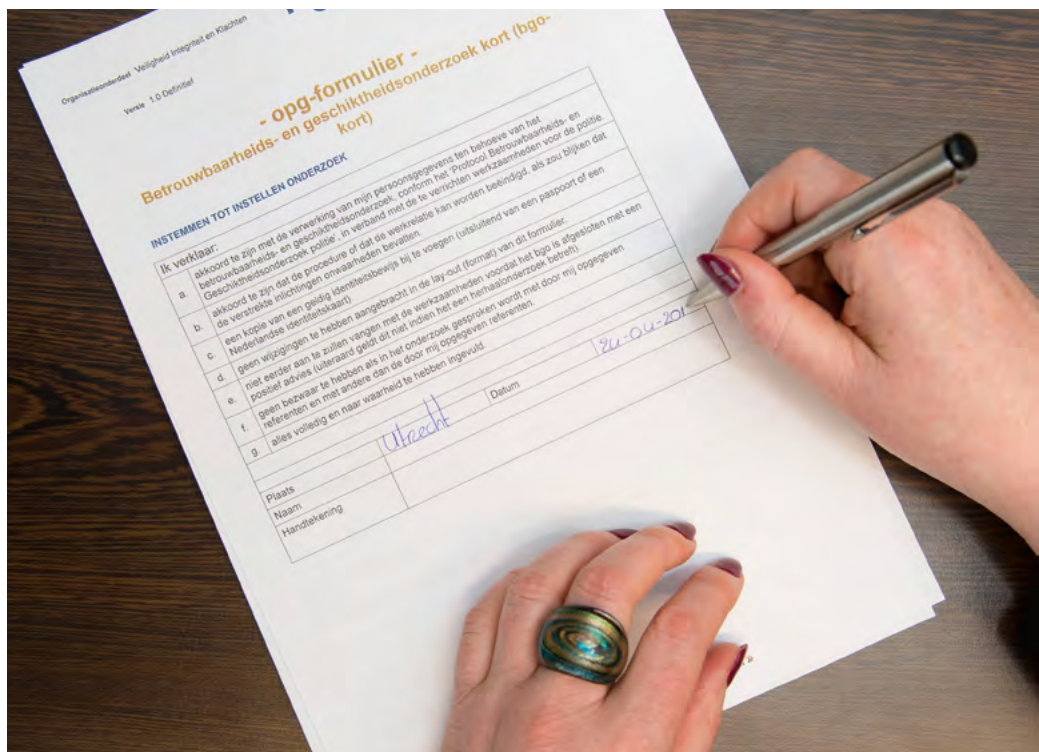 Organisatieonderdeel Veiligheid Integriteit en Klachten
Versie 1.0 Definitief
- opg-formulier -
Betrouwbaarheids- en geschiktheidsonderzoek kort (bgo-
kort)
INSTEMMEN TOT INSTELLEN ONDERZOEK
Ik verklaar:
a. akkoord te zijn met de verwerking van mijn persoonsgegevens ten behoeve van het
betrouwbaarheids- en geschiktheidsonderzoek, conform het 'Protocol Betrouwbaarheids- en
Geschiktheidsonderzoek politie', in verband met de te verrichten werkzaamheden voor de politie.
b. akkoord te zijn dat de procedure of dat de werkrelatie kan worden beëindigd, als zou blijken dat
de verstrekte inlichtingen onwaarheden bevatten.
c. een kopie van een geldig identiteitsbewijs bij te voegen (uitsluitend van een paspoort of een
Nederlandse identiteitskaart)
d. geen wijzigingen te hebben aangebracht in de lay-out (format) van dit formulier.
e. niet eerder aan te zullen vangen met de werkzaamheden voordat het bgo is afgesloten met een
positief advies (uiteraard geldt dit niet indien het een herhaalonderzoek betreft).
f. geen bezwaar te hebben als in het onderzoek gesproken wordt met door mij opgegeven
referenten en met andere dan de door mij opgegeven referenten.
g. alles volledig en naar waarheid te hebben ingevuld.
Plaats Utrecht Datum 24-04-201
Naam
Handtekening